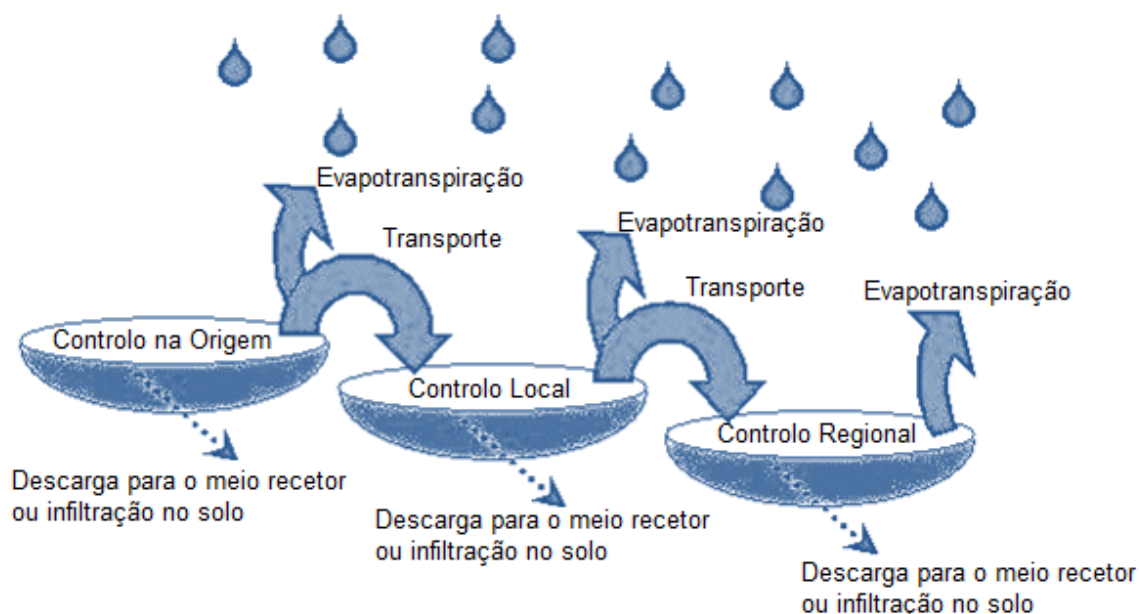 Evapotranspiração
Transporte
Evapotranspiração
Transporte
Evapotranspiração
Controlo na Origem
Controlo Local
Controlo Regional
Descarga para o meio recetor
ou infiltração no solo
Descarga para o meio recetor
ou infiltração no solo
Descarga para o meio recetor
ou infiltração no solo